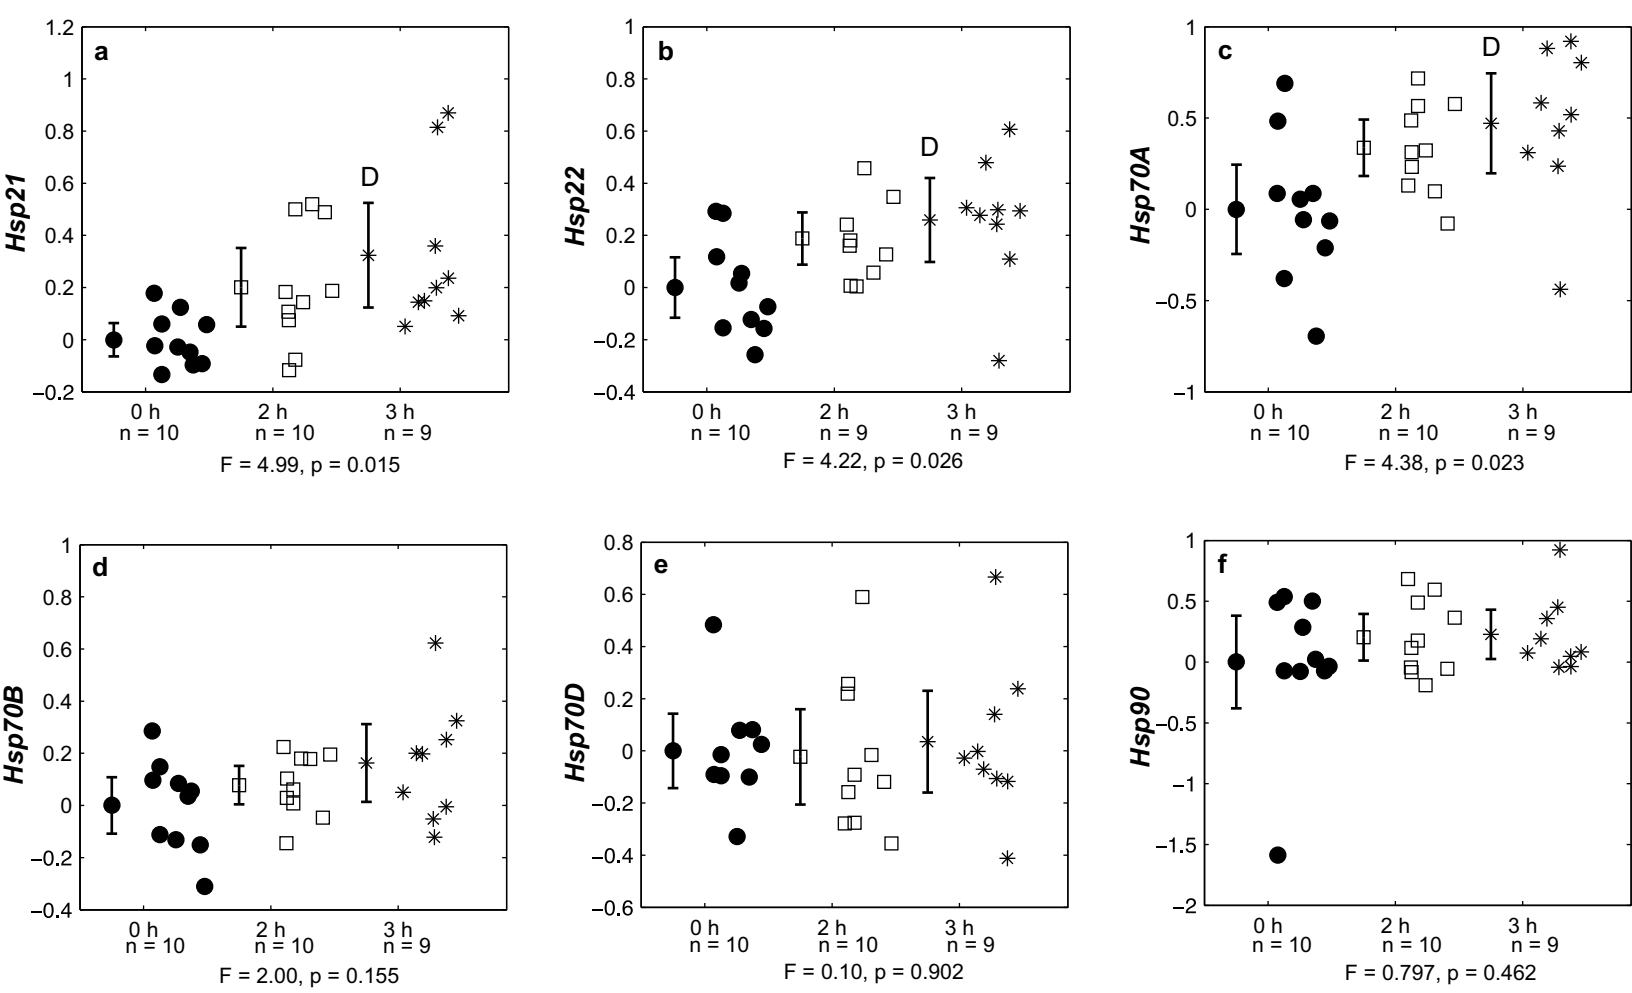 a
Hsp21
1.2
1
0.8
0.6
0.4
0.2
0
−0.2
D
0 h
2 h
3 h
n = 10
n = 10
n = 9
F = 4.99, p = 0.015
b
Hsp22
1
0.8
0.6
0.4
0.2
0
−0.2
−0.4
D
0 h
2 h
3 h
n = 10
n = 9
n = 9
F = 4.22, p = 0.026
c
Hsp70A
1
0.5
0
−0.5
−1
D
0 h
2 h
3 h
n = 10
n = 10
n = 9
F = 4.38, p = 0.023
d
Hsp70B
1
0.8
0.6
0.4
0.2
0
−0.2
−0.4
0 h
2 h
3 h
n = 10
n = 10
n = 9
F = 2.00, p = 0.155
e
Hsp70D
0.8
0.6
0.4
0.2
0
−0.2
−0.4
−0.6
0 h
2 h
3 h
n = 10
n = 10
n = 9
F = 0.10, p = 0.902
f
Hsp90
1
0.5
0
−0.5
−1
−1.5
−2
0 h
2 h
3 h
n = 10
n = 10
n = 9
F = 0.797, p = 0.462